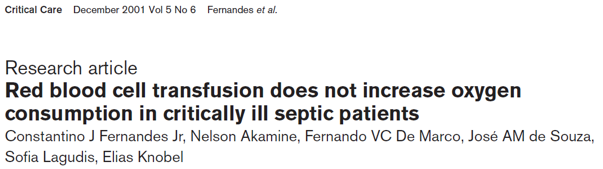 Critical Care December 2001 Vol 5 No 6 Fernandes et al.
Research article
Red blood cell transfusion does not increase oxygen
consumption in critically ill septic patients
Constantino J Fernandes Jr, Nelson Akamine, Fernando VC De Marco, José AM de Souza,
Sofia Lagudis, Elias Knobel